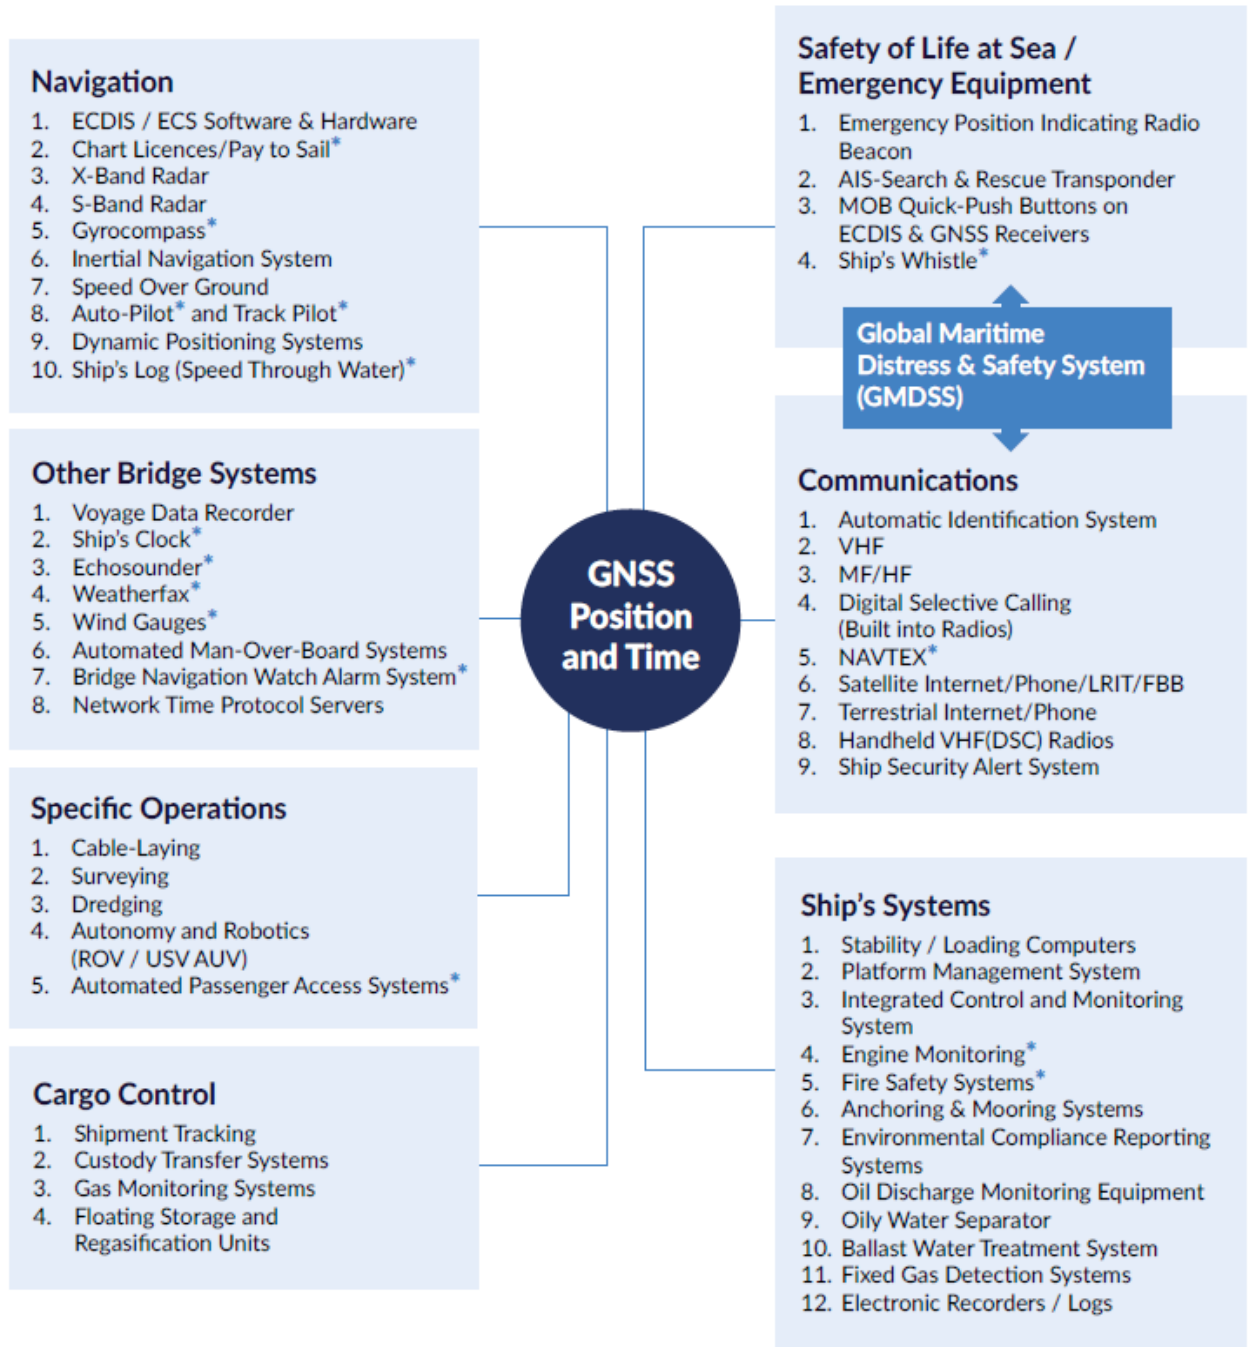 Navigation
1. ECDIS / ECS Software & Hardware
2. Chart Licences/Pay to Sail*
3. X-Band Radar
4. S-Band Radar
5. Gyrocompass*
6. Inertial Navigation System
7. Speed Over Ground
8. Auto-Pilot* and Track Pilot*
9. Dynamic Positioning Systems
10. Ship's Log (Speed Through Water)*
Other Bridge Systems
1. Voyage Data Recorder
2. Ship's Clock*
3. Echosounder*
4. Weatherfax*
5. Wind Gauges*
6. Automated Man-Over-Board Systems
7. Bridge Navigation Watch Alarm System*
8. Network Time Protocol Servers
Specific Operations
1. Cable-Laying
2. Surveying
3. Dredging
4. Autonomy and Robotics
(ROV / USV AUV)
5. Automated Passenger Access Systems*
Cargo Control
1. Shipment Tracking
2. Custody Transfer Systems
3. Gas Monitoring Systems
4. Floating Storage and
Regasification Units
GNSS
Position
and Time
Safety of Life at Sea /
Emergency Equipment
1. Emergency Position Indicating Radio
Beacon
2. AIS-Search & Rescue Transponder
3. MOB Quick-Push Buttons on
ECDIS & GNSS Receivers
4. Ship's Whistle*
Global Maritime
Distress & Safety System
(GMDSS)
Communications
1. Automatic Identification System
2. VHF
3. MF/HF
4. Digital Selective Calling
(Built into Radios)
5. NAVTEX*
6. Satellite Internet/Phone/LRIT/FBB
7. Terrestrial Internet/Phone
8. Handheld VHF(DSC) Radios
9. Ship Security Alert System
Ship's Systems
1. Stability / Loading Computers
2. Platform Management System
3. Integrated Control and Monitoring
System
4. Engine Monitoring*
5. Fire Safety Systems*
6. Anchoring & Mooring Systems
7. Environmental Compliance Reporting
Systems
8. Oil Discharge Monitoring Equipment
9. Oily Water Separator
10. Ballast Water Treatment System
11. Fixed Gas Detection Systems
12. Electronic Recorders / Logs